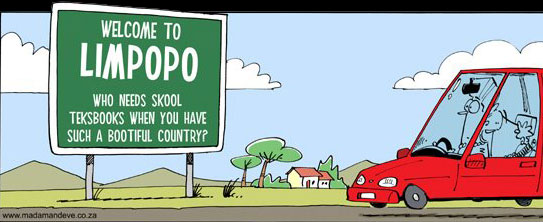 WELCOME TO
LIMPOPO
WHO NEEDS SKOOL
TEKSBOOKS WHEN YOU HAVE
SUCH A BOOTIFUL COUNTRY?
www.madamandeve.co.za